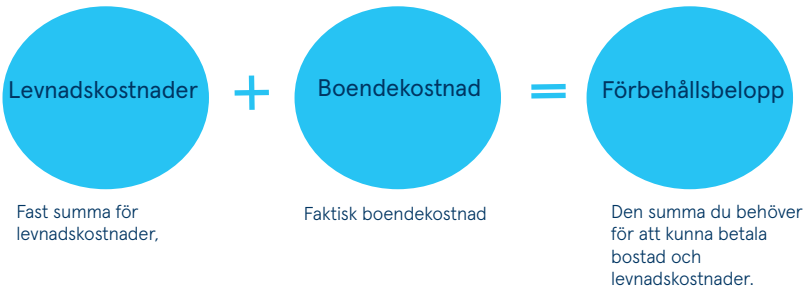 Levnadskostnader + Boendekostnad = Förbehållsbelopp
Fast summa för
levnadskostnader,
Faktisk boendekostnad
Den summa du behöver
för att kunna betala
bostad och
levnadskostnader.